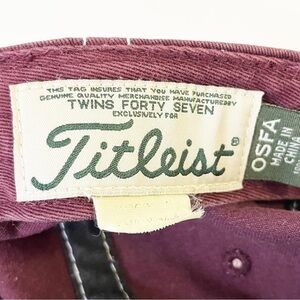 THIS TAG INSURES THAT YOU HAVE PURCHASED
GENUINE QUALITY MERCHANDISE MANUFACTURED BY
TWINS FORTY SEVEN
EXCLUSIVELY FOR
Titleist®
OSFA
MADE IN
CHINA